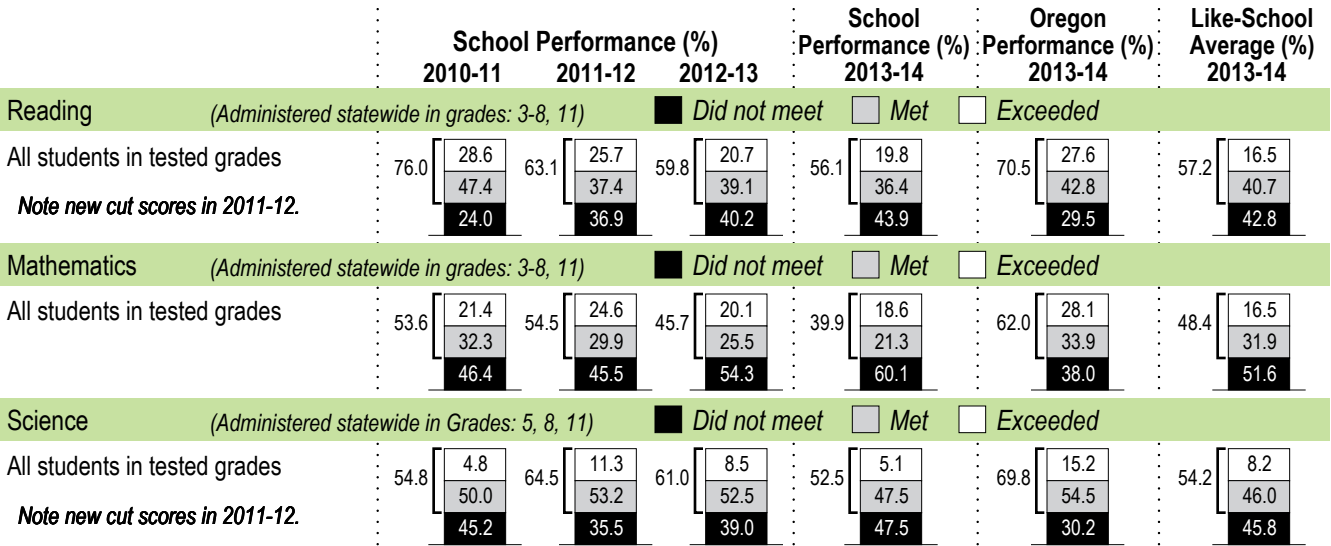 School Performance (%)
2010-11 2011-12 2012-13
School
Performance (%)
2013-14
Oregon
Performance (%)
2013-14
Like-School
Average (%)
2013-14
Reading (Administered statewide in grades: 3-8, 11) Did not meet Met Exceeded
All students in tested grades
Note new cut scores in 2011-12.
76.0 28.6 63.1 25.7 59.8 20.7 56.1 19.8 70.5 27.6 57.2 16.5
47.4 37.4 39.1 36.4 42.8 40.7
24.0 36.9 40.2 43.9 29.5 42.8
Mathematics (Administered statewide in grades: 3-8, 11) Did not meet Met Exceeded
All students in tested grades
53.6 21.4 54.5 24.6 45.7 20.1 39.9 18.6 62.0 28.1 48.4 16.5
32.3 29.9 25.5 21.3 33.9 31.9
46.4 45.5 54.3 60.1 38.0 51.6
Science (Administered statewide in Grades: 5, 8, 11) Did not meet Met Exceeded
All students in tested grades
Note new cut scores in 2011-12.
54.8 4.8 64.5 11.3 61.0 8.5 52.5 5.1 69.8 15.2 54.2 8.2
50.0 53.2 52.5 47.5 54.5 46.0
45.2 35.5 39.0 47.5 30.2 45.8